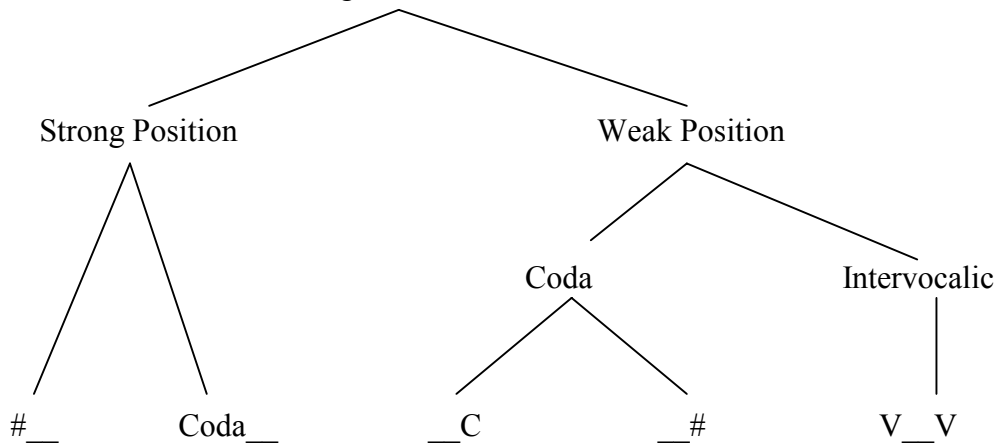 Strong Position Weak Position
Coda Intervocalic
#__ Coda__ __C __# V__V